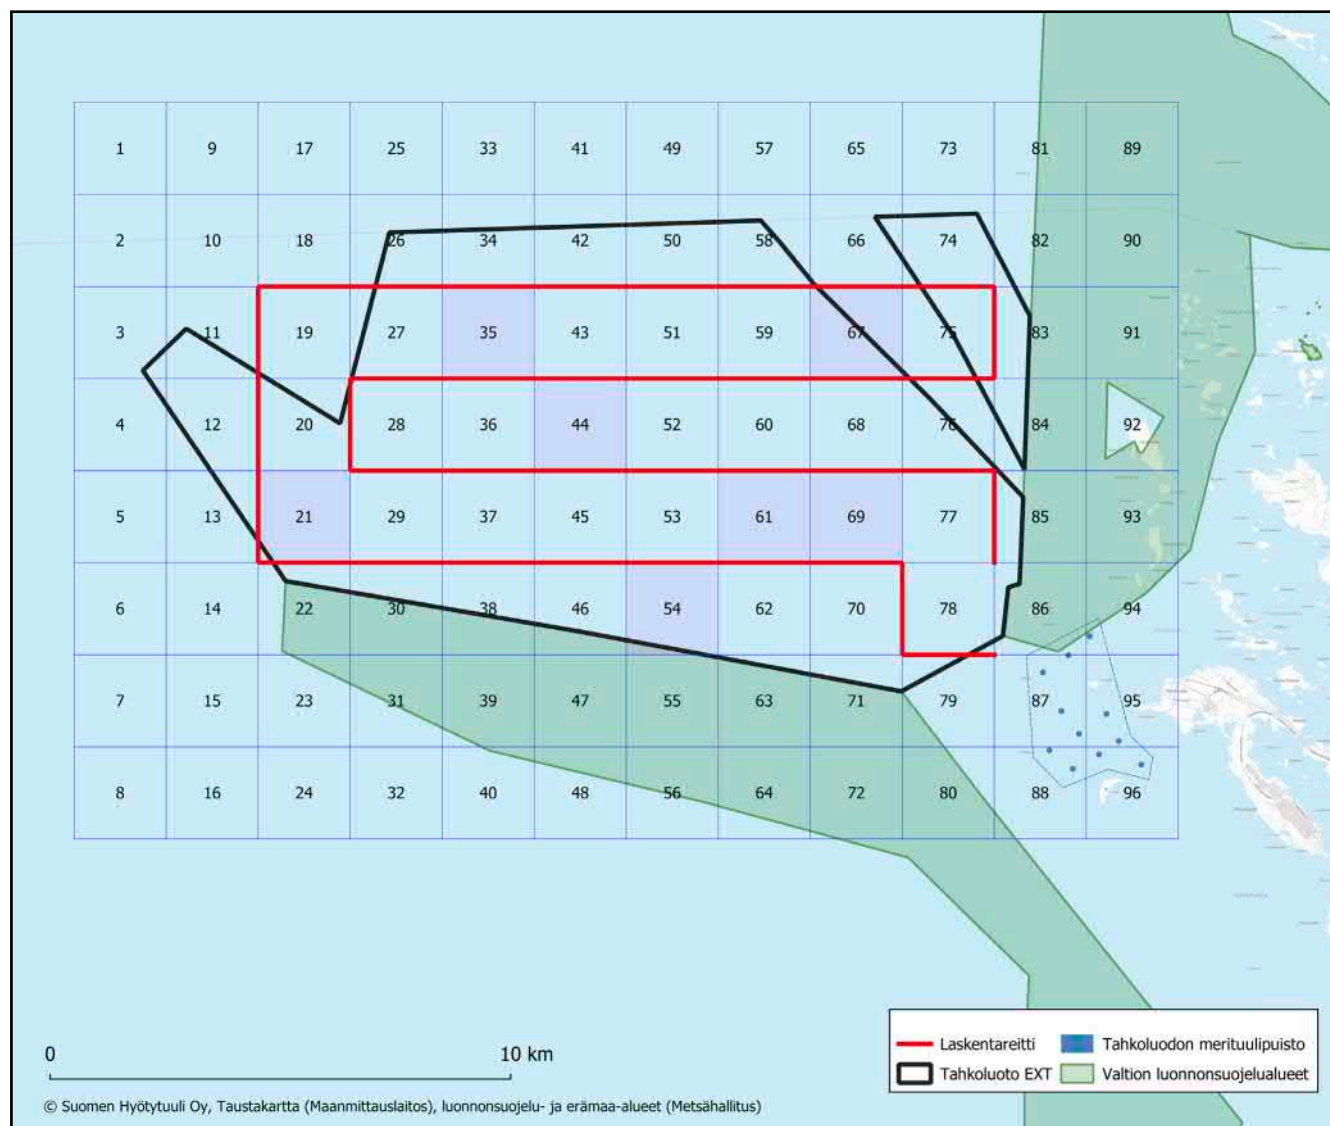 1 9 17 25 33 41 49 57 65 73 81 89
2 10 18 26 34 42 50 58 66 74 82 90
3 11 19 27 35 43 51 59 67 75 83 91
4 12 20 28 36 44 52 60 68 76 84 92
5 13 21 29 37 45 53 61 69 77 85 93
6 14 22 30 38 46 54 62 70 78 86 94
7 15 23 31 39 47 55 63 71 79 87 95
8 16 24 32 40 48 56 64 72 80 88 96
0 10 km
Laskentareitti
Tahkoluodon merituulipuisto
Tahkoluoto EXT
Valtion luonnonsuojelualueet
© Suomen Hyötytuuli Oy, Taustakartta (Maanmittauslaitos), luonnonsuojelu- ja erämaa-alueet (Metsähallitus)